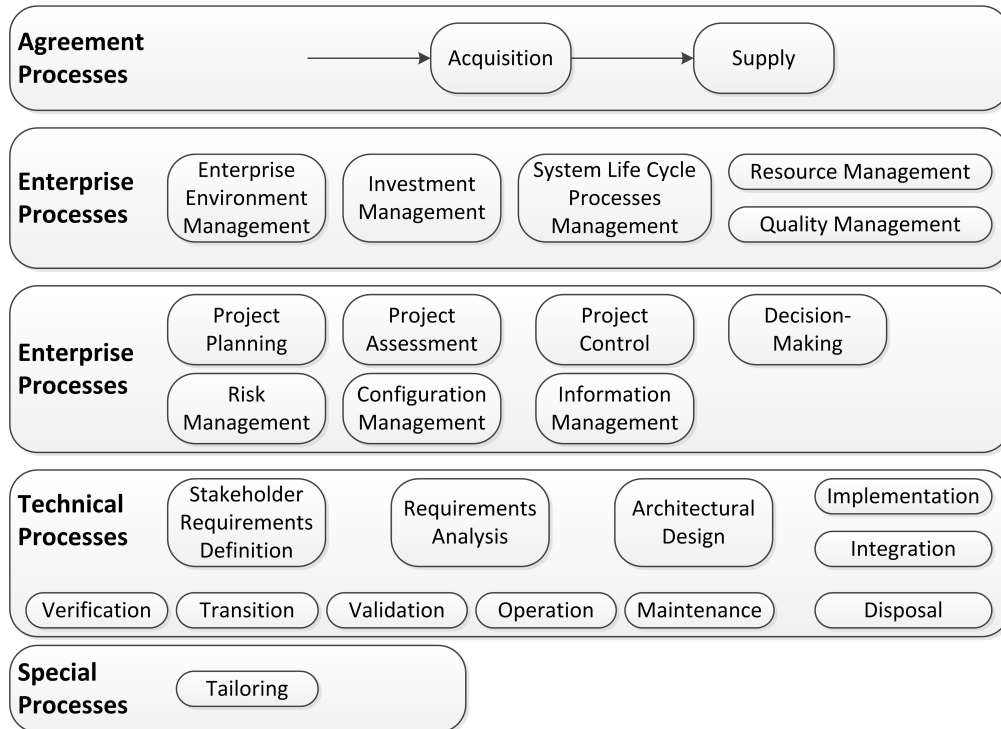 Agreement
Processes
Acquisition
Supply
Enterprise
Processes
Enterprise
Environment
Management
Investment
Management
System Life Cycle
Processes
Management
Resource Management
Quality Management
Enterprise
Processes
Project
Planning
Project
Assessment
Project
Control
Decision-
Making
Risk
Management
Configuration
Management
Information
Management
Technical
Processes
Stakeholder
Requirements
Definition
Requirements
Analysis
Architectural
Design
Implementation
Integration
Verification
Transition
Validation
Operation
Maintenance
Disposal
Special
Processes
Tailoring